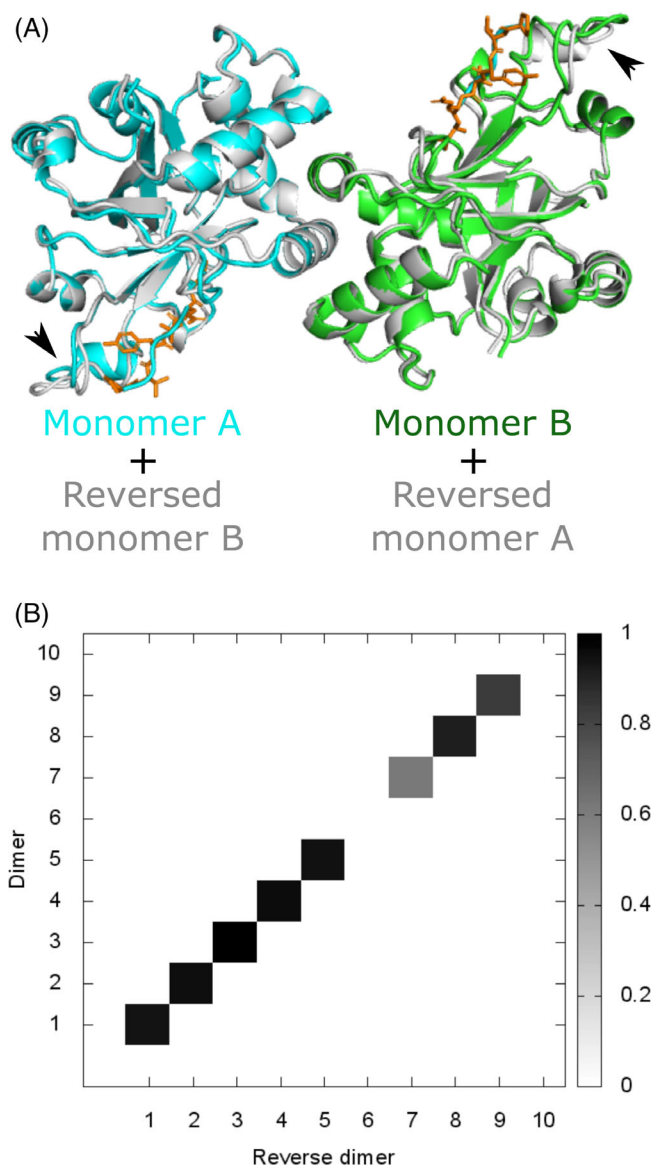 (A)
Monomer A
+
Reversed
monomer B
Monomer B
+
Reversed
monomer A
(B)
10
9
8
7
6
5
4
3
2
1
Dimer
1 2 3 4 5 6 7 8 9 10
Reverse dimer
1
0.8
0.6
0.4
0.2
0